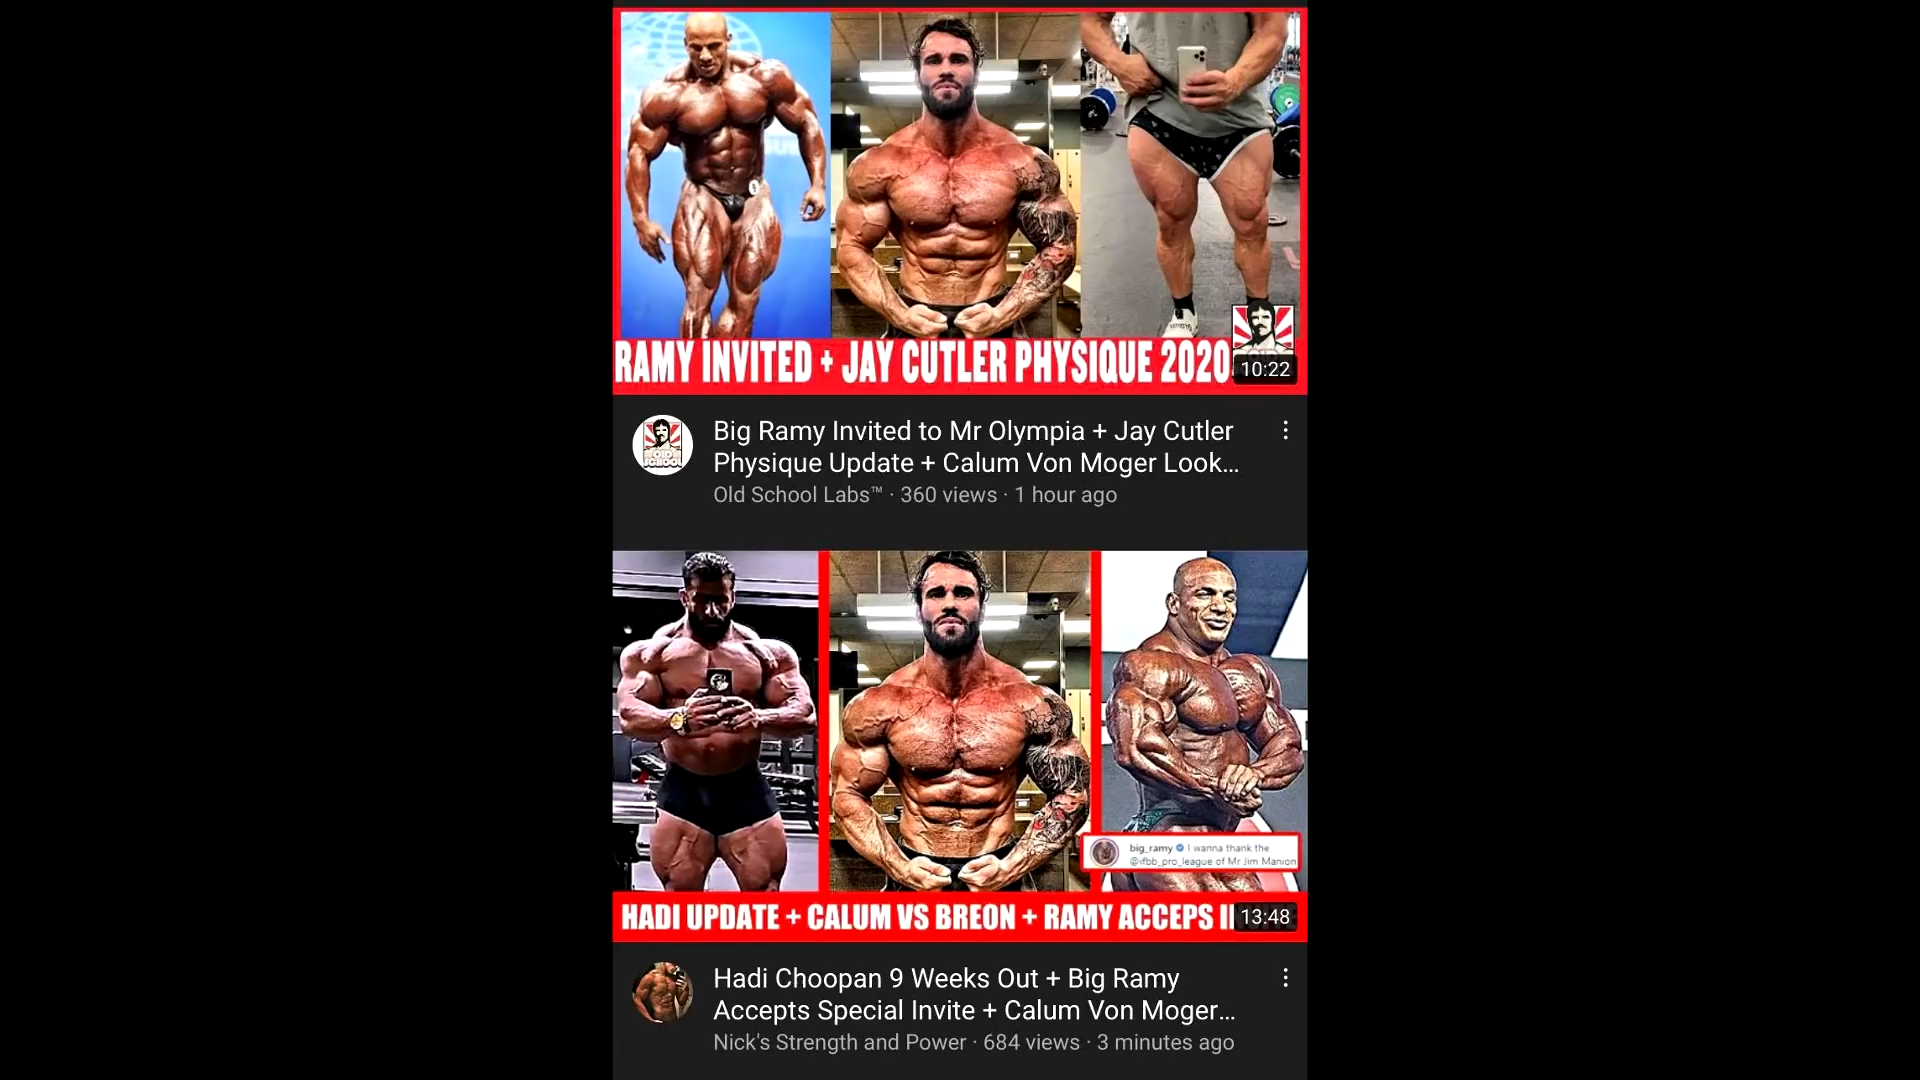 RAMY INVITED + JAY CUTLER PHYSIQUE 2020
10:22
Big Ramy Invited to Mr Olympia + Jay Cutler
Physique Update + Calum Von Moger Look...
Old School Labs™ · 360 views · 1 hour ago
big_ramy I wanna thank the
@ifbb_pro_league of Mr Jim Manion
HADI UPDATE + CALUM VS BREON + RAMY ACCEPS
13:48
Hadi Choopan 9 Weeks Out + Big Ramy
Accepts Special Invite + Calum Von Moger...
Nick's Strength and Power · 684 views · 3 minutes ago